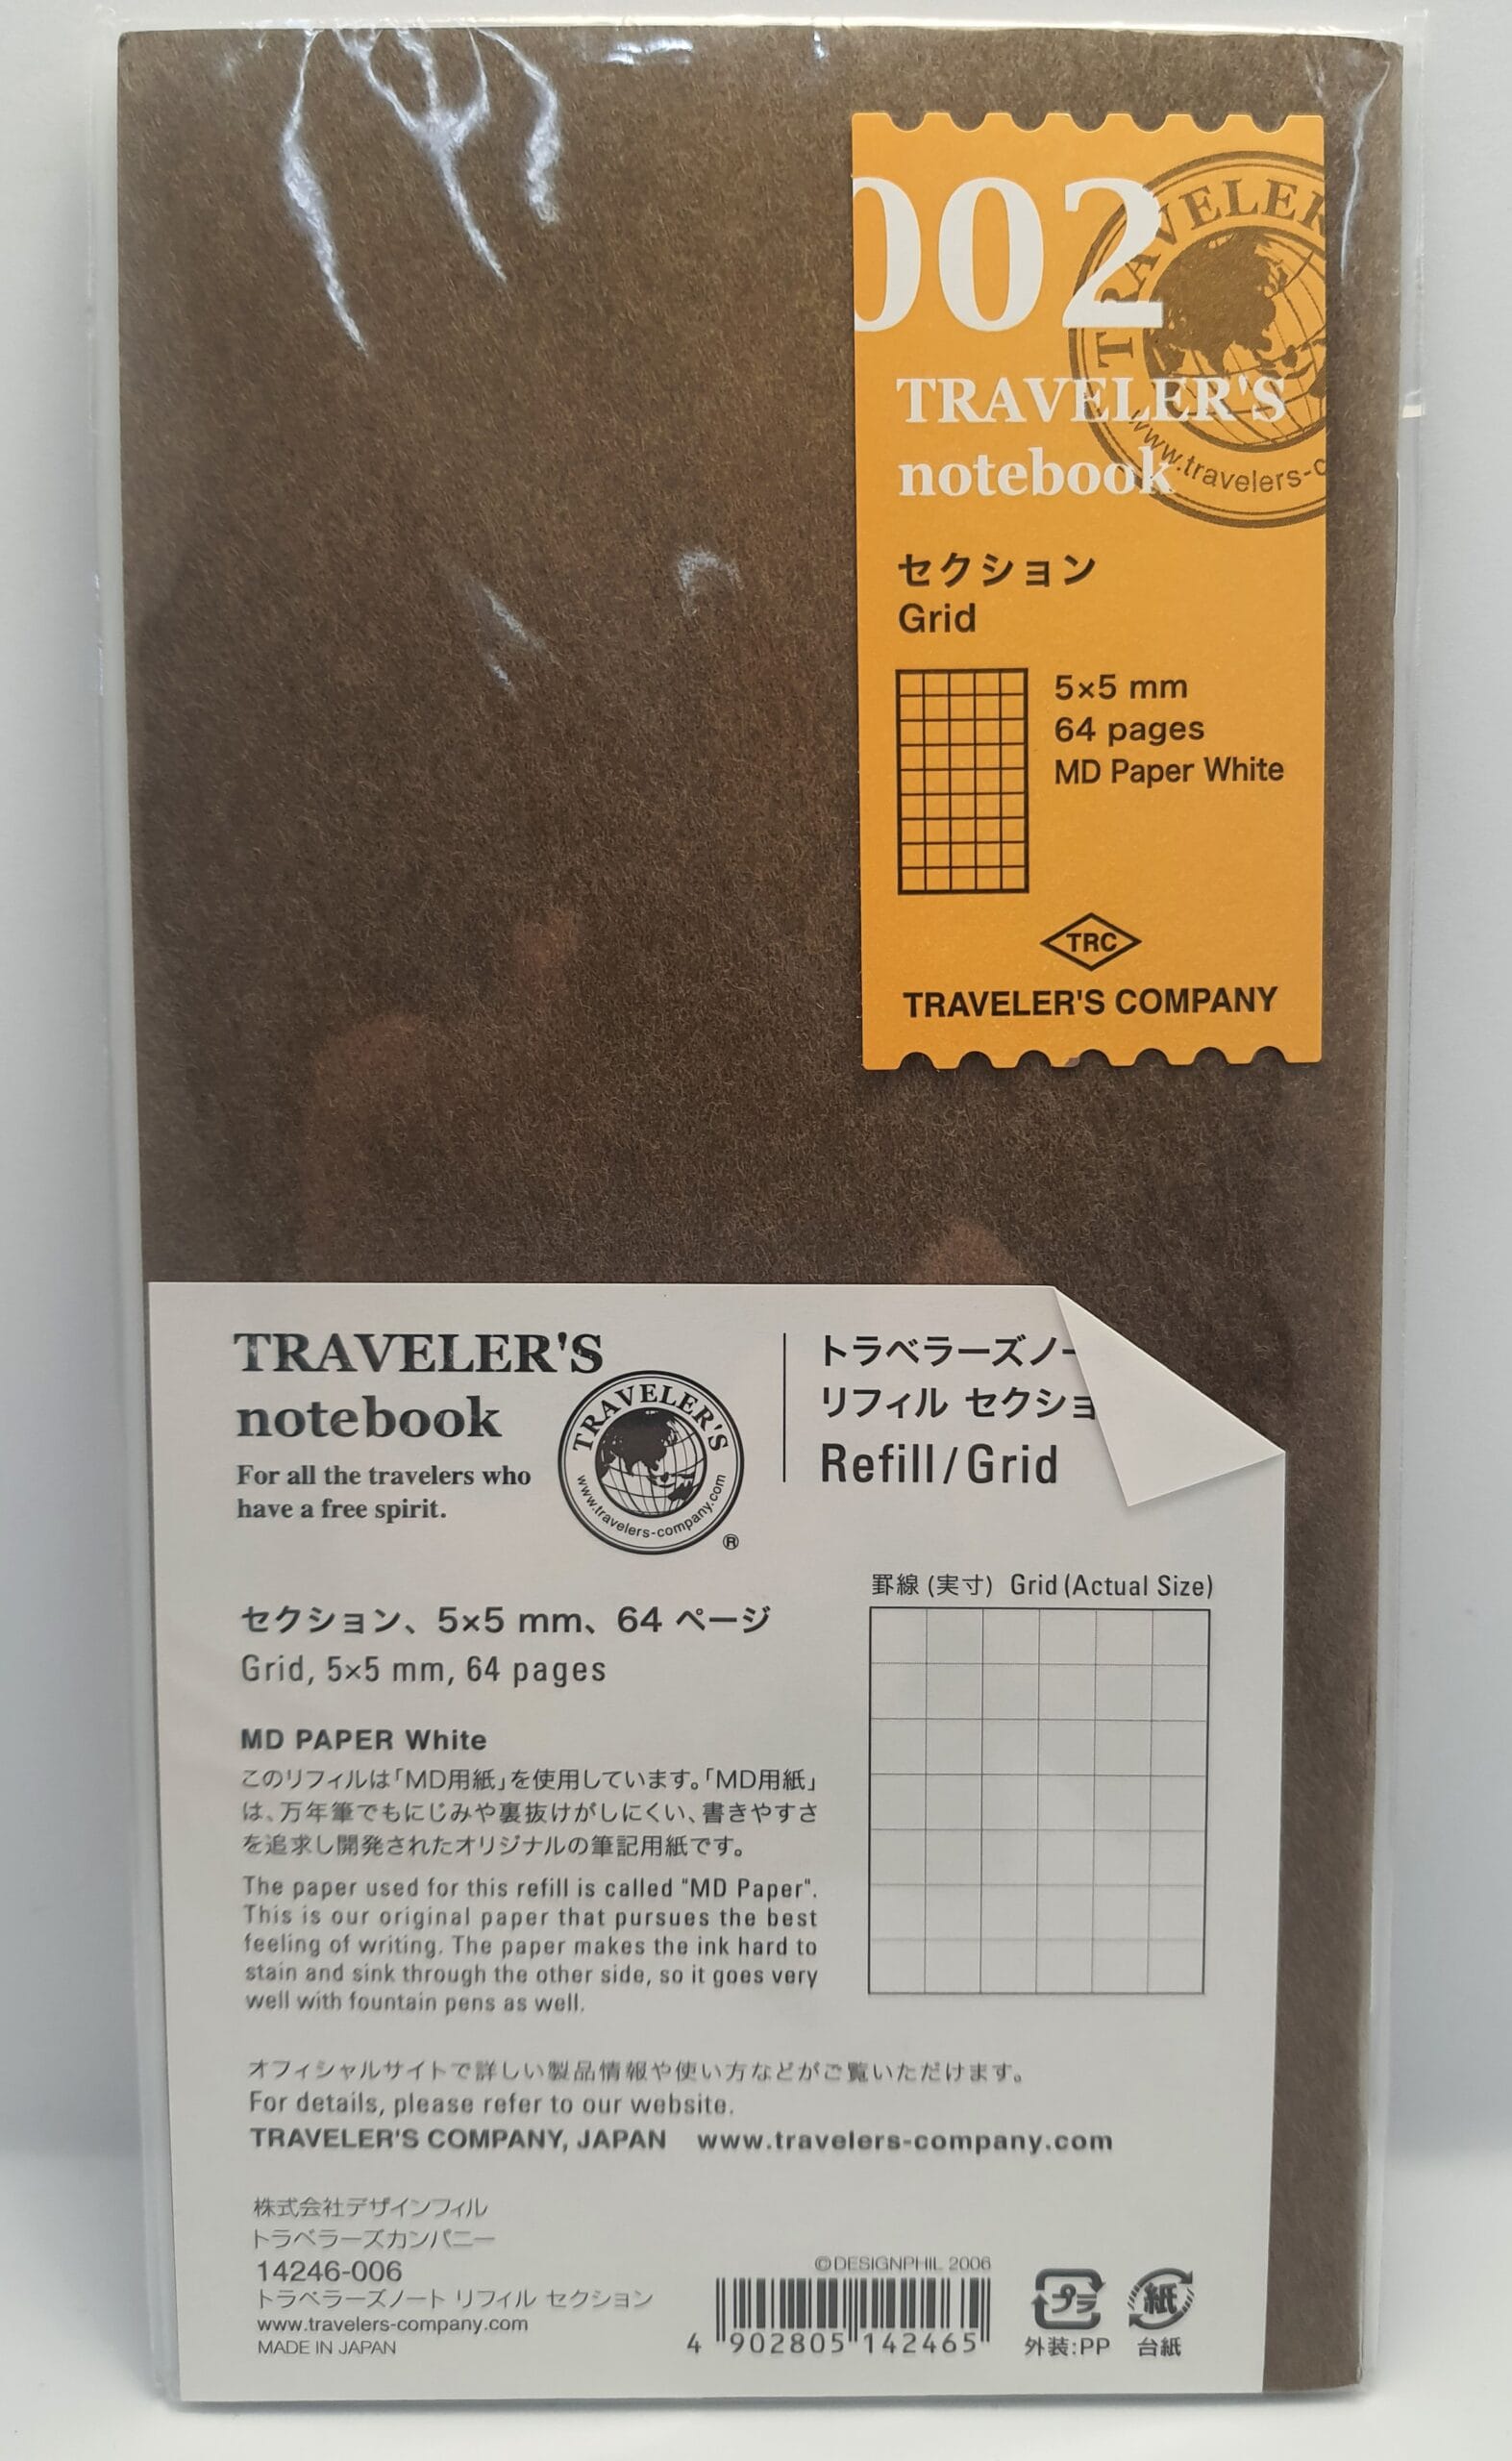 002
TRAVELER'S
notebook
TRAVELER
www.travelers-c
セクション
Grid
5×5 mm
64 pages
MD Paper White
TRC
TRAVELER'S COMPANY
TRAVELER'S
notebook
For all the travelers who
have a free spirit.
TRAVELER'S
www.travelers-company.com
®
トラベラーズノー
リフィル セクショ
Refill/Grid
罫線 (実寸) Grid (Actual Size)
セクション、5×5 mm、64 ページ
Grid, 5×5 mm, 64 pages
MD PAPER White
このリフィルは「MD用紙」を使用しています。「MD用紙」
は、万年筆でもにじみや裏抜けがしにくい、書きやすさ
を追求し開発されたオリジナルの筆記用紙です。
The paper used for this refill is called "MD Paper".
This is our original paper that pursues the best
feeling of writing. The paper makes the ink hard to
stain and sink through the other side, so it goes very
well with fountain pens as well.
オフィシャルサイトで詳しい製品情報や使い方などがご覧いただけます。
For details, please refer to our website.
TRAVELER'S COMPANY, JAPAN www.travelers-company.com
株式会社デザインフィル
トラベラーズカンパニー
14246-006
トラベラーズノート リフィル セクション
www.travelers-company.com
MADE IN JAPAN
©DESIGNPHIL 2006
4 902805 142465
プラ
外装:PP
紙
台紙